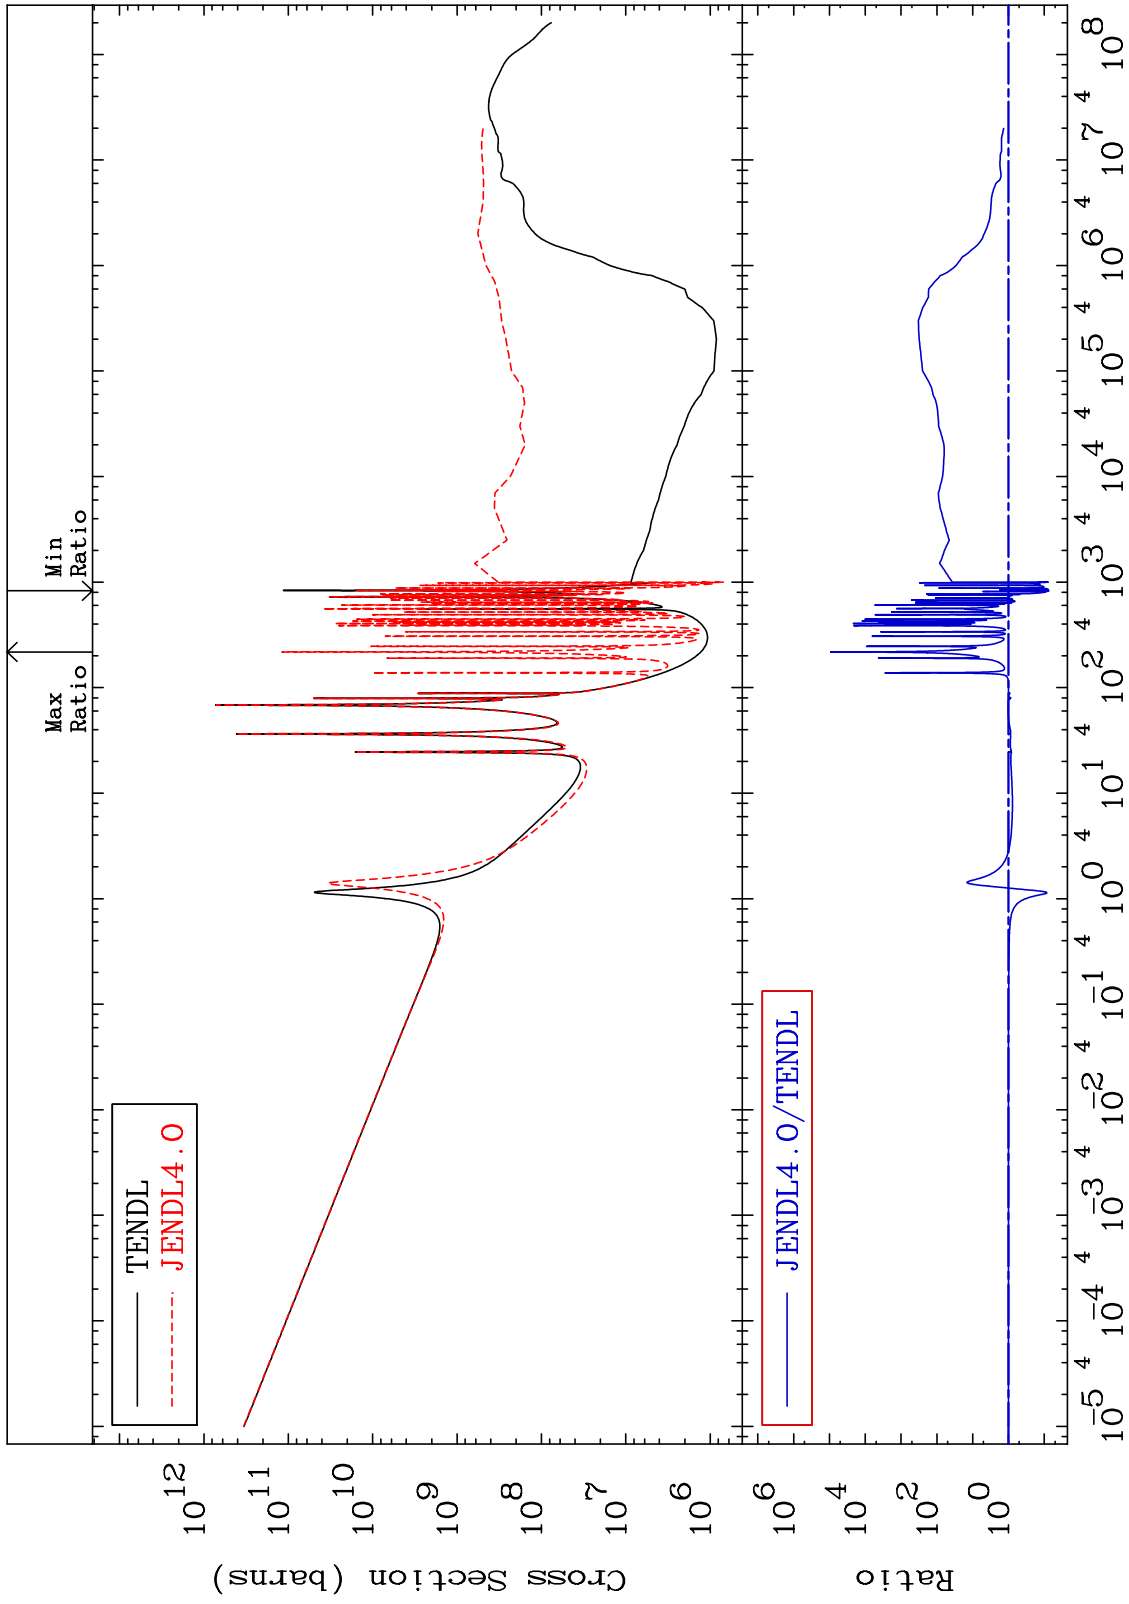 Max
Ratio
Min
Ratio
TENDL
JENDL4.0
Cross Section (barns)
10^12
10^11
10^10
10^9
10^8
10^7
10^6
JENDL4.0/TENDL
Ratio
10^6
10^4
10^2
10^0
10^-5 4 10^-4 4 10^-3 4 10^-2 4 10^-1 4 10^0 4 10^1 4 10^2 4 10^3 4 10^4 4 10^5 4 10^6 4 10^7 4 10^8